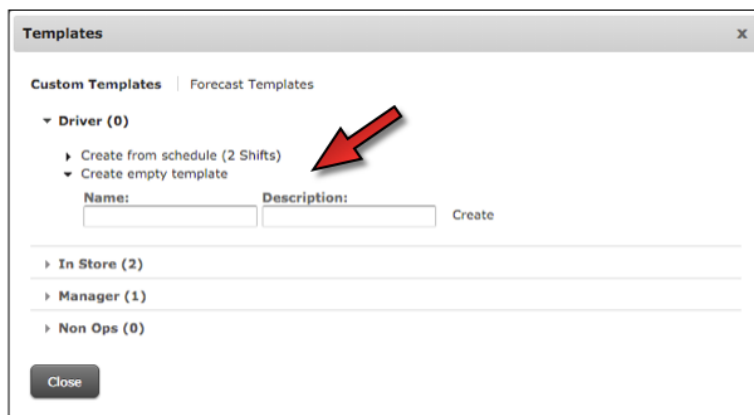 Templates x
Custom Templates Forecast Templates
Driver (0)
Create from schedule (2 Shifts)
Create empty template
Name: Description:
Create
In Store (2)
Manager (1)
Non Ops (0)
Close